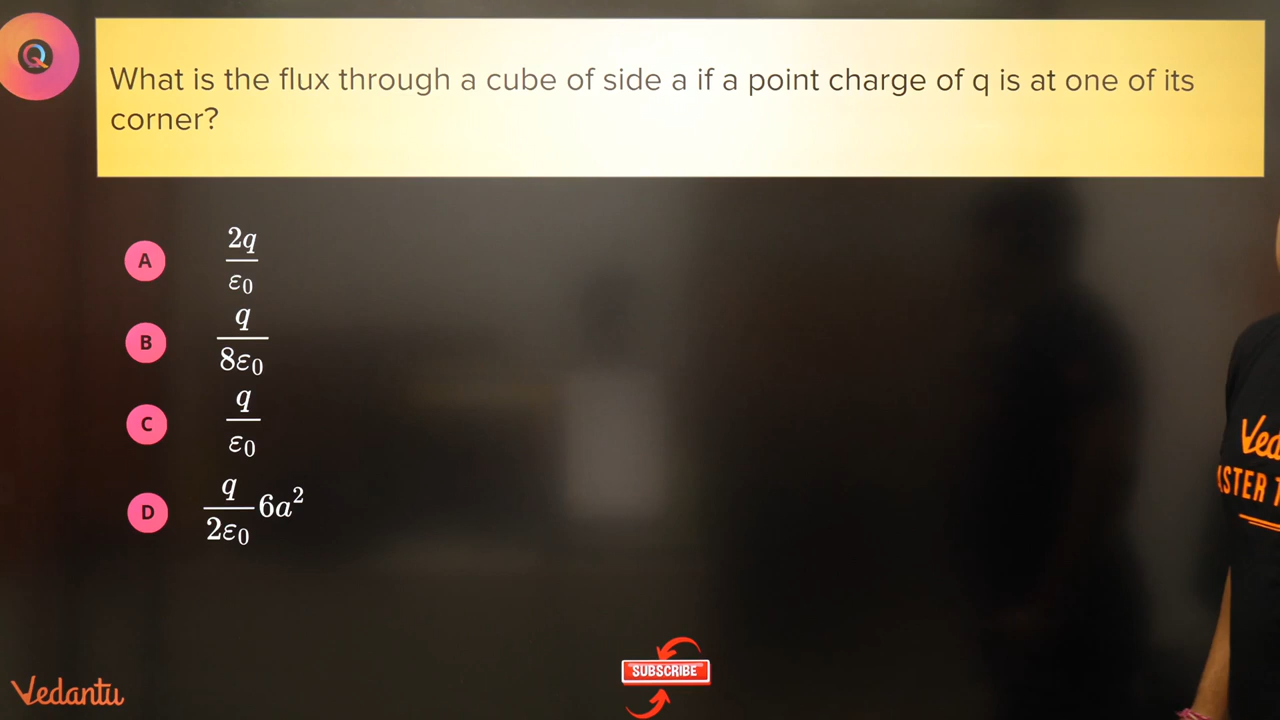 Q
What is the flux through a cube of side a if a point charge of q is at one of its
corner?
A 2q/ε₀
B q/8ε₀
C q/ε₀
D q/2ε₀ 6a²
SUBSCRIBE
Vedantu